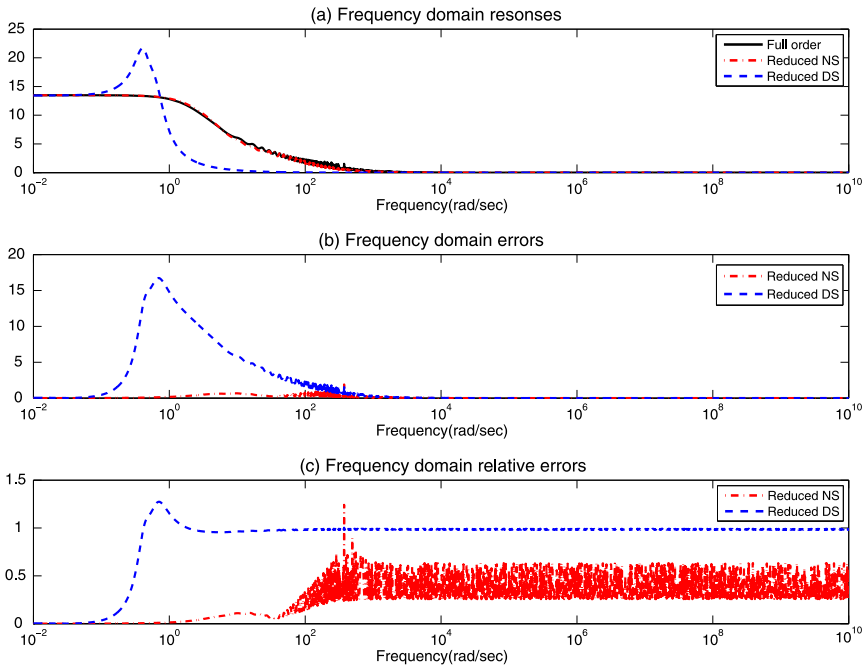 (a) Frequency domain resonses
25
20
15
10
5
0
Full order
Reduced NS
Reduced DS
10^-2 10^0 10^2 10^4 10^6 10^8 10^10
Frequency(rad/sec)
(b) Frequency domain errors
20
15
10
5
0
Reduced NS
Reduced DS
10^-2 10^0 10^2 10^4 10^6 10^8 10^10
Frequency(rad/sec)
(c) Frequency domain relative errors
1.5
1
0.5
0
Reduced NS
Reduced DS
10^-2 10^0 10^2 10^4 10^6 10^8 10^10
Frequency(rad/sec)